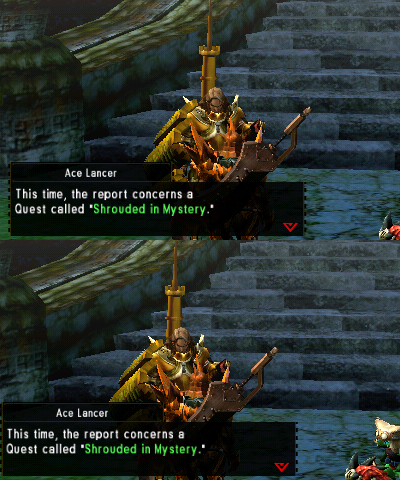 Ace Lancer
This time, the report concerns a
Quest called "Shrouded in Mystery."
Ace Lancer
This time, the report concerns a
Quest called "Shrouded in Mystery."